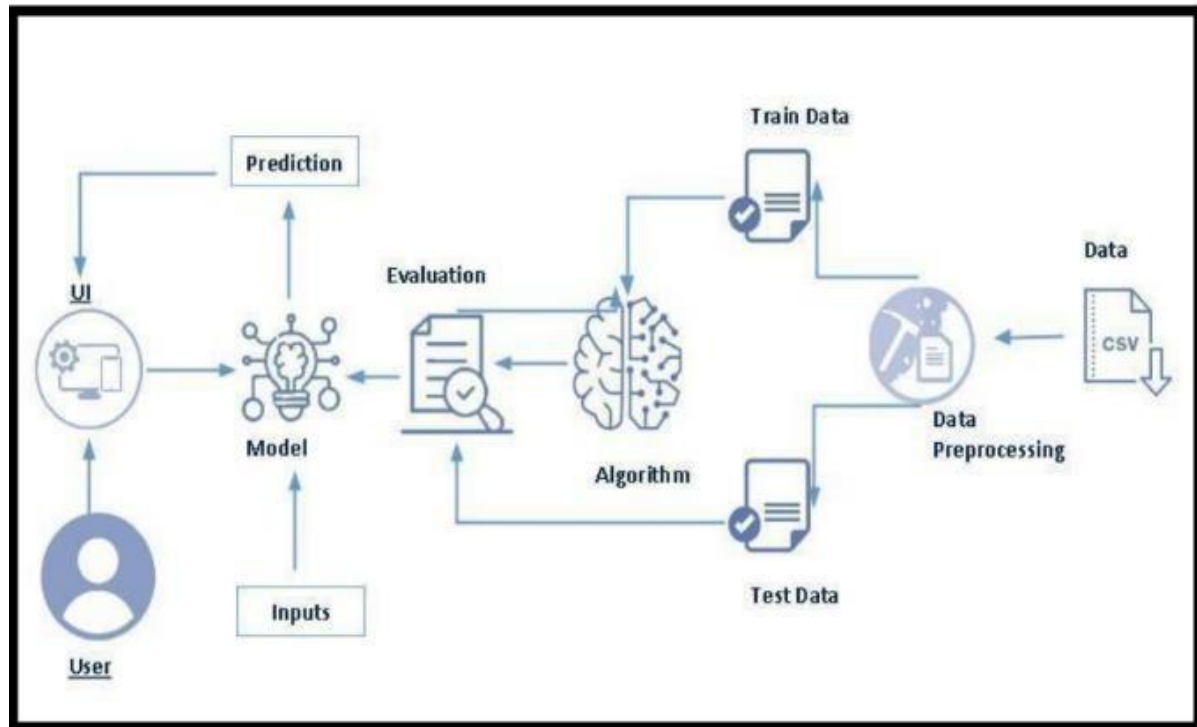 Train Data
Prediction
Data
Evaluation
UI
CSV
Data
Preprocessing
Model
Algorithm
Test Data
Inputs
User